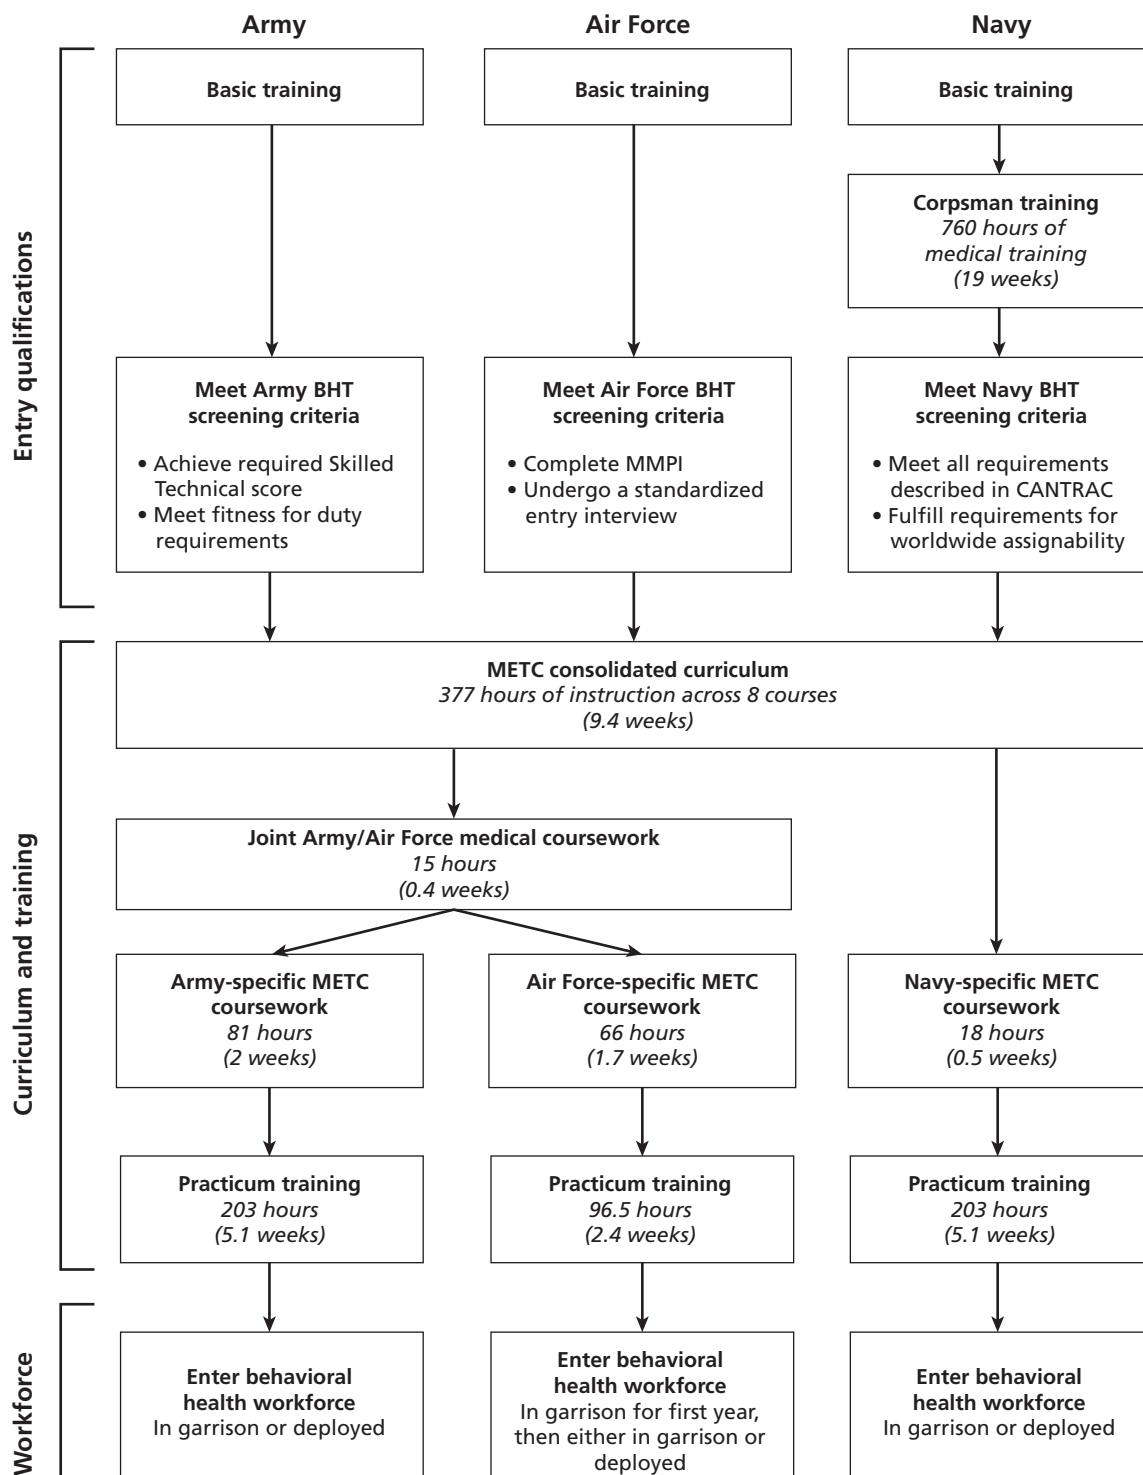 Army
Air Force
Navy
Entry qualifications
Basic training
Basic training
Basic training
Corpsman training
760 hours of
medical training
(19 weeks)
Meet Army BHT
screening criteria
• Achieve required Skilled
Technical score
• Meet fitness for duty
requirements
Meet Air Force BHT
screening criteria
• Complete MMPI
• Undergo a standardized
entry interview
Meet Navy BHT
screening criteria
• Meet all requirements
described in CANTRAC
• Fulfill requirements for
worldwide assignability
Curriculum and training
METC consolidated curriculum
377 hours of instruction across 8 courses
(9.4 weeks)
Joint Army/Air Force medical coursework
15 hours
(0.4 weeks)
Army-specific METC
coursework
81 hours
(2 weeks)
Air Force-specific METC
coursework
66 hours
(1.7 weeks)
Navy-specific METC
coursework
18 hours
(0.5 weeks)
Practicum training
203 hours
(5.1 weeks)
Practicum training
96.5 hours
(2.4 weeks)
Practicum training
203 hours
(5.1 weeks)
Workforce
Enter behavioral
health workforce
In garrison or deployed
Enter behavioral
health workforce
In garrison for first year,
then either in garrison or
deployed
Enter behavioral
health workforce
In garrison or deployed